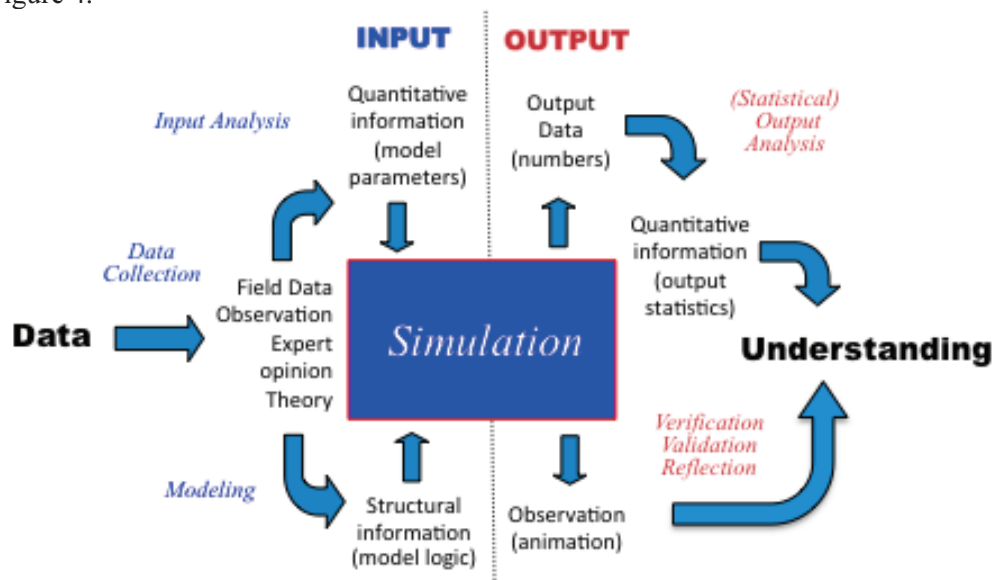 Figure 4.
INPUT
OUTPUT
Input Analysis
Quantitative
information
(model
parameters)
Output
Data
(numbers)
(Statistical)
Output
Analysis
Data
Collection
Quantitative
information
(output
statistics)
Field Data
Observation
Expert
opinion
Theory
Data
Simulation
Understanding
Modeling
Structural
information
(model logic)
Observation
(animation)
Verification
Validation
Reflection